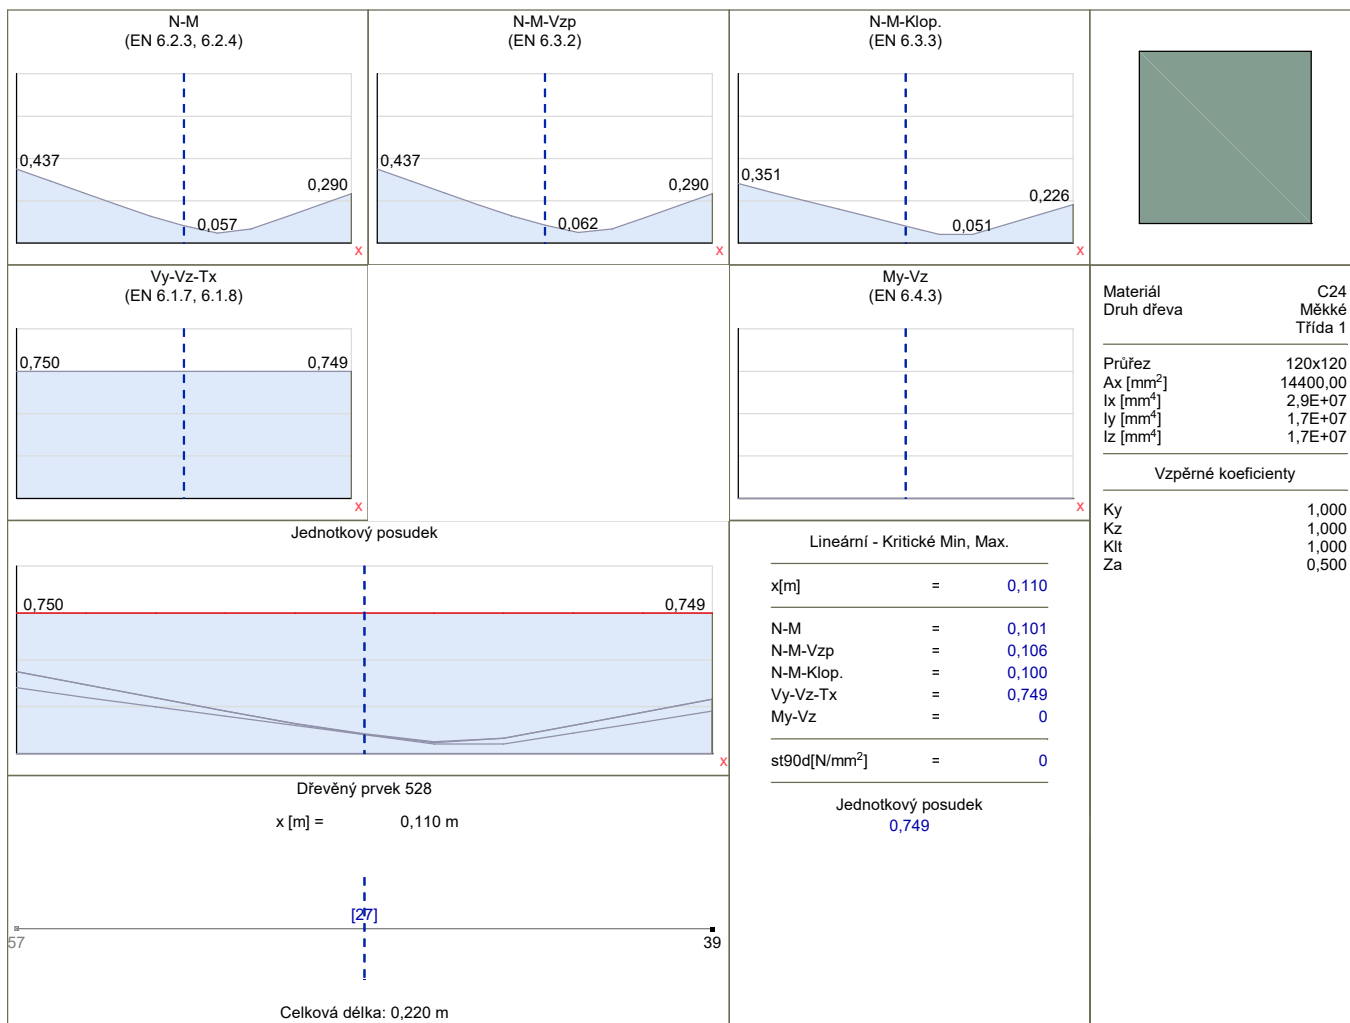 N-M
(EN 6.2.3, 6.2.4)
0,437
0,057
0,290
x
N-M-Vzp
(EN 6.3.2)
0,437
0,062
0,290
x
N-M-Klop.
(EN 6.3.3)
0,351
0,051
0,226
x
Vy-Vz-Tx
(EN 6.1.7, 6.1.8)
0,750
0,749
x
My-Vz
(EN 6.4.3)
x
Materiál C24
Druh dřeva Měkké
Třída 1
Průřez 120x120
Ax [mm²] 14400,00
Ix [mm⁴] 2,9E+07
Iy [mm⁴] 1,7E+07
Iz [mm⁴] 1,7E+07
Vzpěrné koeficienty
Ky 1,000
Kz 1,000
Klt 1,000
Za 0,500
Jednotkový posudek
0,750
0,749
x
Lineární - Kritické Min, Max.
x[m] = 0,110
N-M = 0,101
N-M-Vzp = 0,106
N-M-Klop. = 0,100
Vy-Vz-Tx = 0,749
My-Vz = 0
st90d[N/mm²] = 0
Jednotkový posudek
0,749
Dřevěný prvek 528
x [m] = 0,110 m
[27]
57
39
Celková délka: 0,220 m